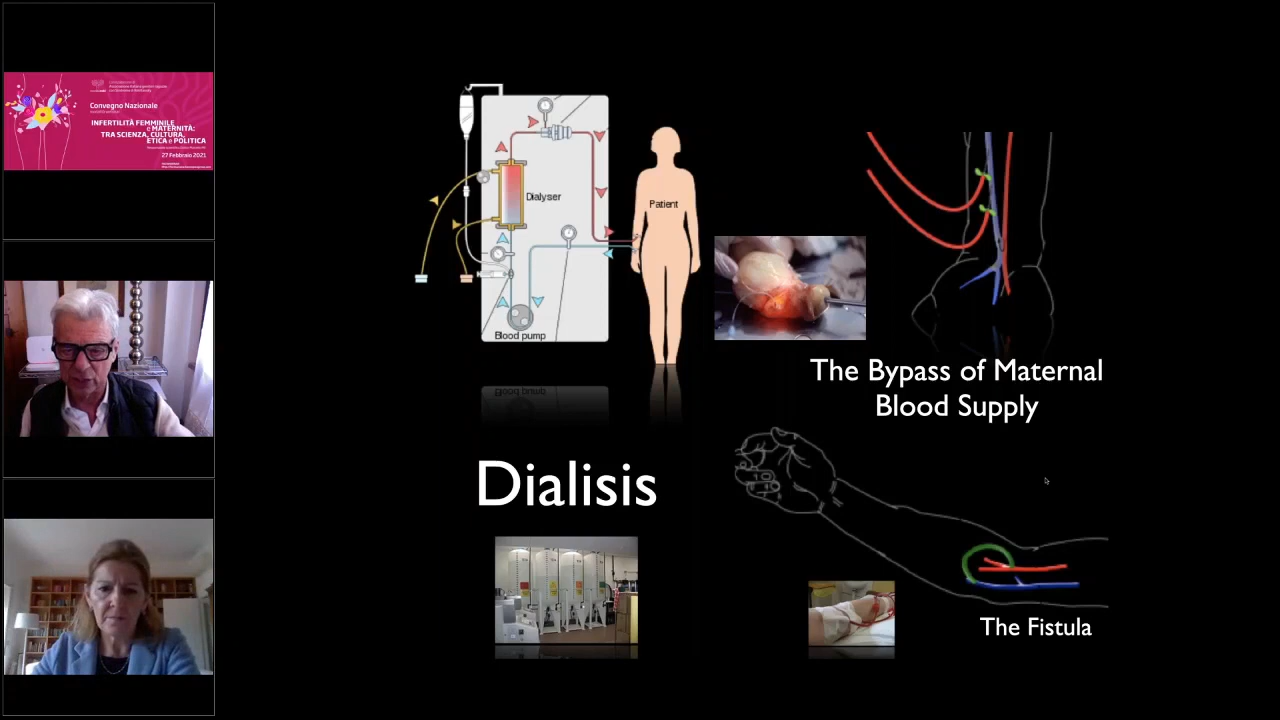 Convegno Nazionale
INFERTILITÀ FEMMINILE
e MATERNITÀ:
TRA SCIENZA, CULTURA,
ETICA e POLITICA
27 Febbraio 2021
Dialyser
Patient
Blood pump
The Bypass of Maternal
Blood Supply
Dialisis
The Fistula